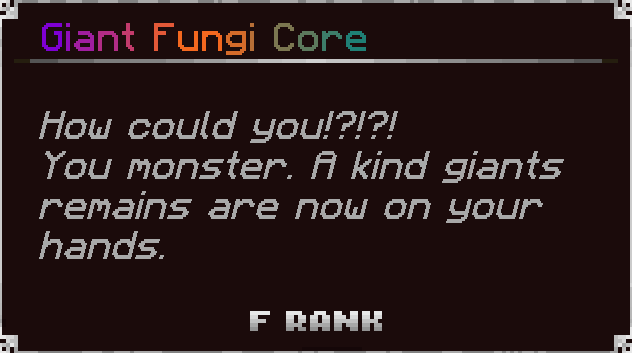 Giant Fungi Core
How could you!?!?!
You monster. A kind giants
remains are now on your
hands.
F RANK